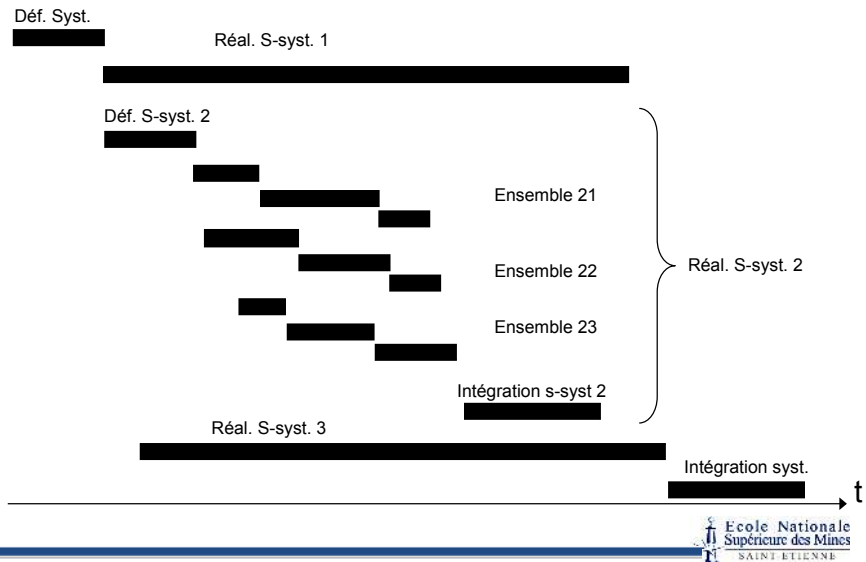 Déf. Syst.
Réal. S-syst. 1
Déf. S-syst. 2
Ensemble 21
Ensemble 22
Réal. S-syst. 2
Ensemble 23
Intégration s-syst 2
Réal. S-syst. 3
Intégration syst.
t
Ecole Nationale
Supérieure des Mines
SAINT-ETIENNE